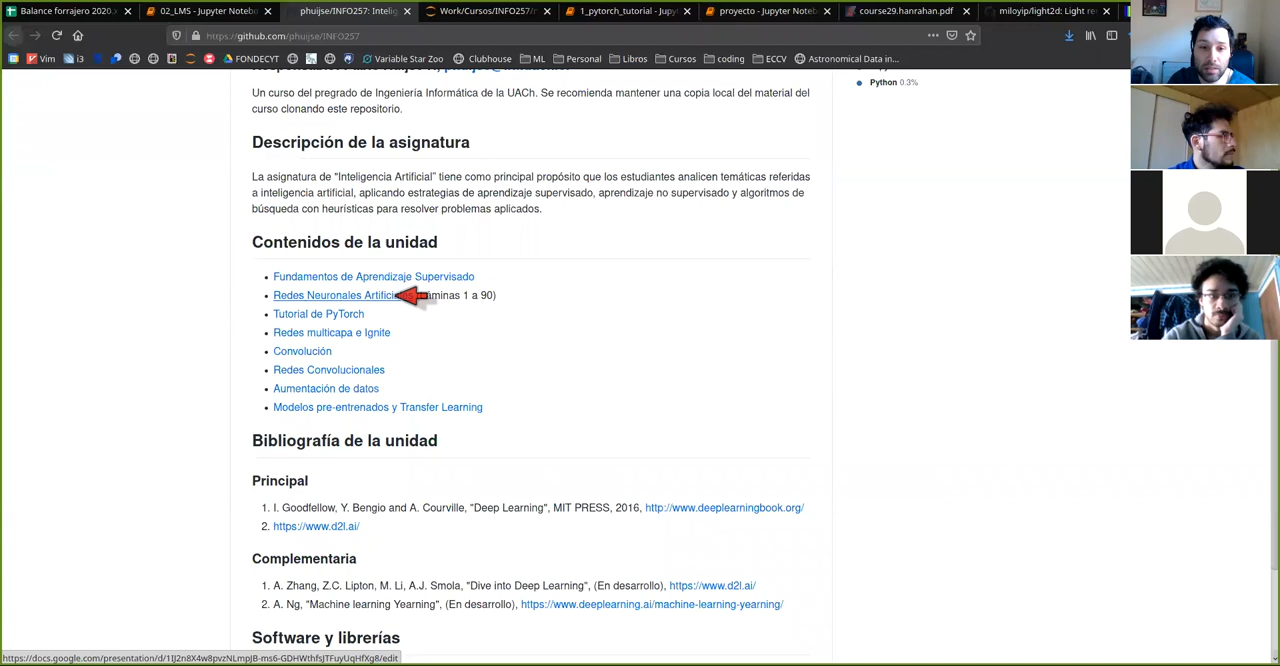 Balance forrajero 2020.x
02_LMS - Jupyter Notebook
phuijse/INFO257: Intelig
Work/Cursos/INFO257/
1_pytorch_tutorial - Jupyt
proyecto - Jupyter Notebook
course29.hanrahan.pdf
miloyip/light2d: Light re
https://github.com/phuijse/INFO257
Vim
i3
FONDECYT
Variable Star Zoo
Clubhouse
ML
Personal
Libros
Cursos
coding
ECCV
Astronomical Data in...
Python 0.3%
Un curso del pregrado de Ingeniería Informática de la UACh. Se recomienda mantener una copia local del material del
curso clonando este repositorio.
Descripción de la asignatura
La asignatura de "Inteligencia Artificial" tiene como principal propósito que los estudiantes analicen temáticas referidas
a inteligencia artificial, aplicando estrategias de aprendizaje supervisado, aprendizaje no supervisado y algoritmos de
búsqueda con heurísticas para resolver problemas aplicados.
Contenidos de la unidad
Fundamentos de Aprendizaje Supervisado
Redes Neuronales Artifici áminas 1 a 90)
Tutorial de PyTorch
Redes multicapa e Ignite
Convolución
Redes Convolucionales
Aumentación de datos
Modelos pre-entrenados y Transfer Learning
Bibliografía de la unidad
Principal
1. I. Goodfellow, Y. Bengio and A. Courville, "Deep Learning", MIT PRESS, 2016, http://www.deeplearningbook.org/
2. https://www.d2l.ai/
Complementaria
1. A. Zhang, Z.C. Lipton, M. Li, A.J. Smola, "Dive into Deep Learning", (En desarrollo), https://www.d2l.ai/
2. A. Ng, "Machine learning Yearning", (En desarrollo), https://www.deeplearning.ai/machine-learning-yearning/
Software y librerías